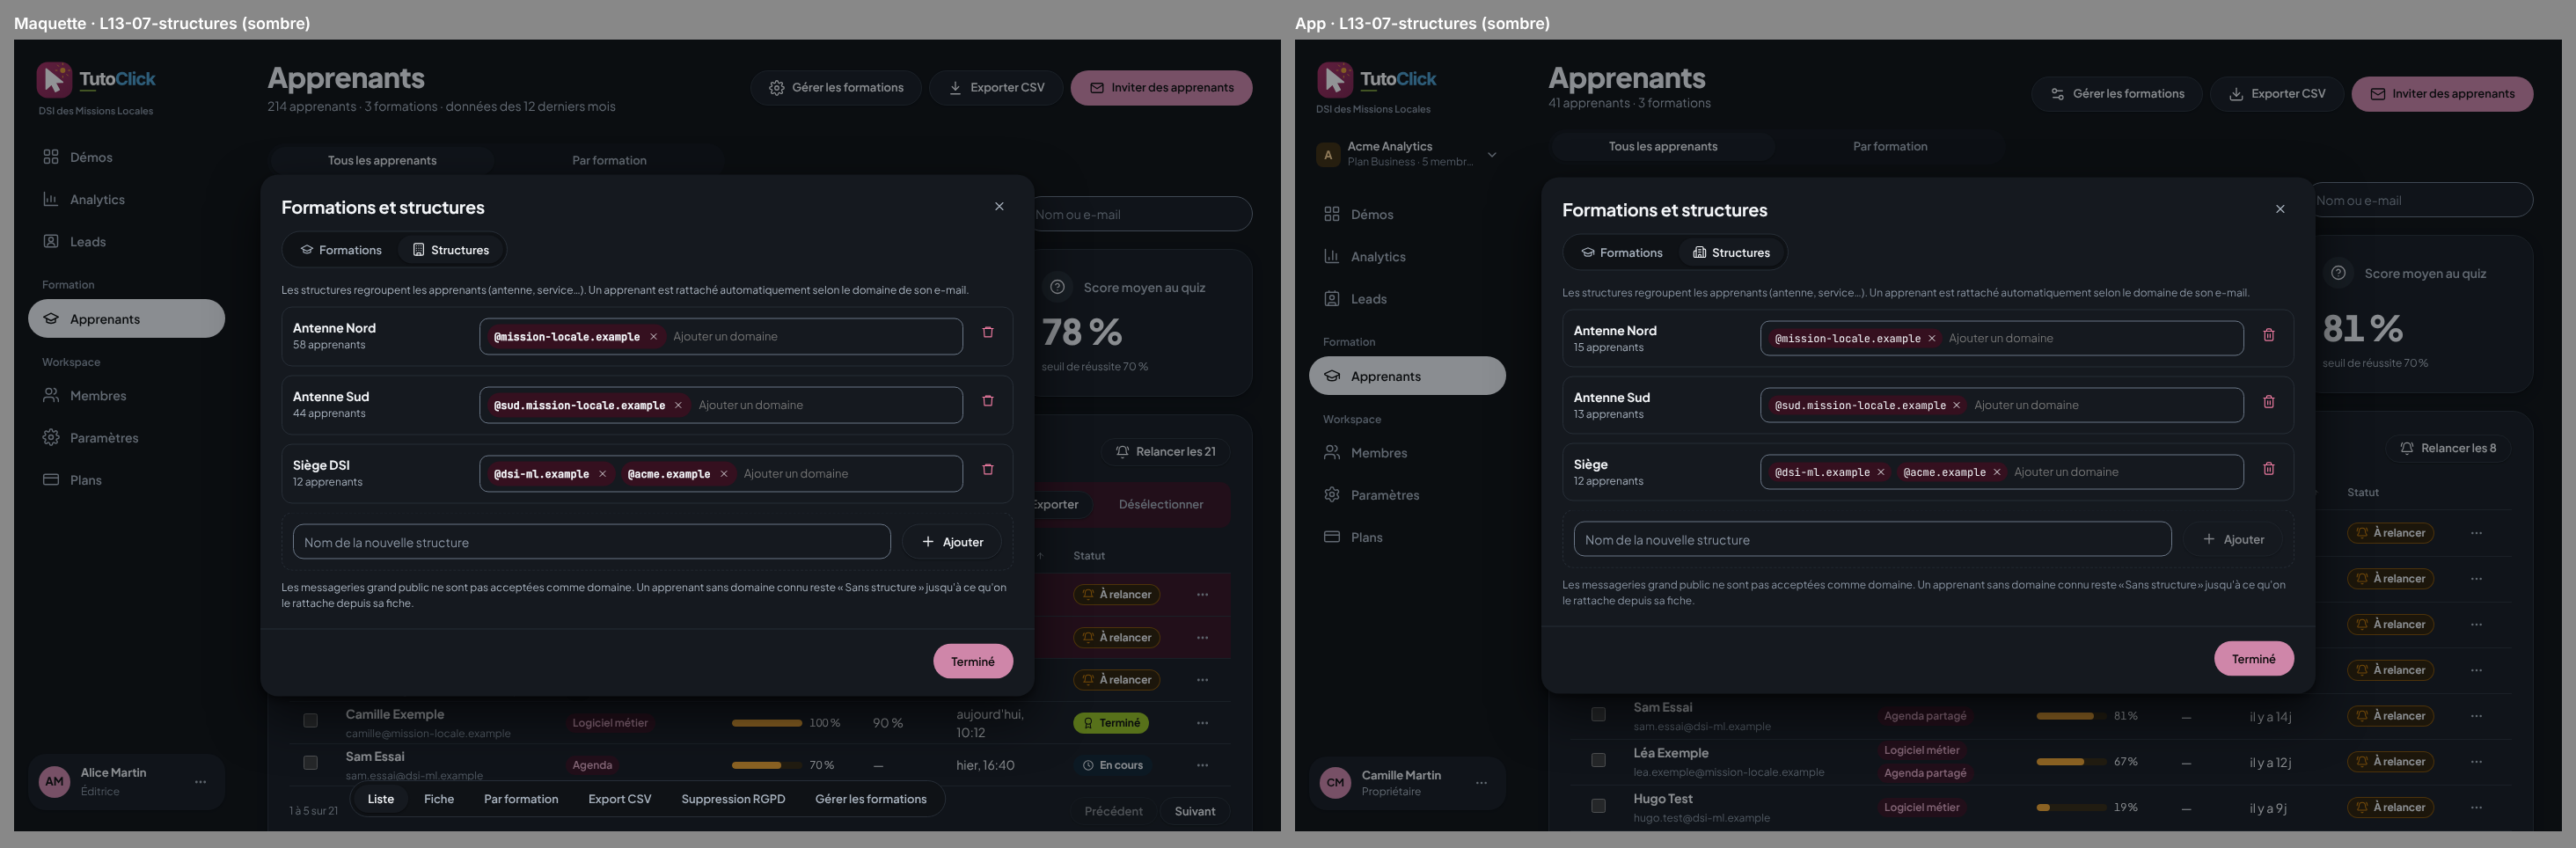 Maquette · L13-07-structures (sombre)
TutoClick
DSI des Missions Locales
Démos
Analytics
Leads
Formation
Apprenants
Workspace
Membres
Paramètres
Plans
AM
Alice Martin
Éditrice
Apprenants
214 apprenants · 3 formations · données des 12 derniers mois
Gérer les formations
Exporter CSV
Inviter des apprenants
Tous les apprenants
Par formation
Nom ou e-mail
Score moyen au quiz
78 %
seuil de réussite 70 %
Relancer les 21
Exporter
Désélectionner
Statut
À relancer
À relancer
À relancer
Formations et structures
Formations
Structures
Les structures regroupent les apprenants (antenne, service…). Un apprenant est rattaché automatiquement selon le domaine de son e-mail.
Antenne Nord
58 apprenants
@mission-locale.example
Ajouter un domaine
Antenne Sud
44 apprenants
@sud.mission-locale.example
Ajouter un domaine
Siège DSI
12 apprenants
@dsi-ml.example
@acme.example
Ajouter un domaine
Nom de la nouvelle structure
Ajouter
Les messageries grand public ne sont pas acceptées comme domaine. Un apprenant sans domaine connu reste « Sans structure » jusqu'à ce qu'on
le rattache depuis sa fiche.
Terminé
Camille Exemple
camille@mission-locale.example
Logiciel métier
100 %
90 %
aujourd'hui,
10:12
Terminé
Sam Essai
sam.essai@dsi-ml.example
Agenda
70 %
—
hier, 16:40
En cours
1 à 5 sur 21
Liste
Fiche
Par formation
Export CSV
Suppression RGPD
Gérer les formations
Précédent
Suivant
App · L13-07-structures (sombre)
TutoClick
DSI des Missions Locales
A
Acme Analytics
Plan Business · 5 membr…
Démos
Analytics
Leads
Formation
Apprenants
Workspace
Membres
Paramètres
Plans
CM
Camille Martin
Propriétaire
Apprenants
41 apprenants · 3 formations
Gérer les formations
Exporter CSV
Inviter des apprenants
Tous les apprenants
Par formation
Nom ou e-mail
Score moyen au quiz
81 %
seuil de réussite 70 %
Relancer les 8
Statut
À relancer
À relancer
À relancer
À relancer
Formations et structures
Formations
Structures
Les structures regroupent les apprenants (antenne, service…). Un apprenant est rattaché automatiquement selon le domaine de son e-mail.
Antenne Nord
15 apprenants
@mission-locale.example
Ajouter un domaine
Antenne Sud
13 apprenants
@sud.mission-locale.example
Ajouter un domaine
Siège
12 apprenants
@dsi-ml.example
@acme.example
Ajouter un domaine
Nom de la nouvelle structure
Ajouter
Les messageries grand public ne sont pas acceptées comme domaine. Un apprenant sans domaine connu reste « Sans structure » jusqu'à ce qu'on
le rattache depuis sa fiche.
Terminé
Sam Essai
sam.essai@dsi-ml.example
Agenda partagé
81 %
—
il y a 14 j
À relancer
Léa Exemple
lea.exemple@mission-locale.example
Logiciel métier
Agenda partagé
67 %
—
il y a 12 j
À relancer
Hugo Test
hugo.test@dsi-ml.example
Logiciel métier
19 %
—
il y a 9 j
À relancer